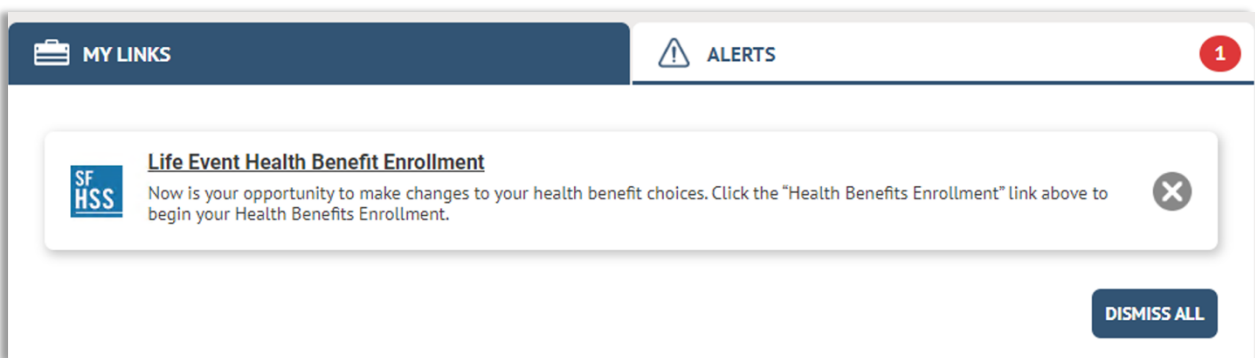 MY LINKS
ALERTS
1
Life Event Health Benefit Enrollment
SF
HSS
Now is your opportunity to make changes to your health benefit choices. Click the “Health Benefits Enrollment” link above to
begin your Health Benefits Enrollment.
DISMISS ALL